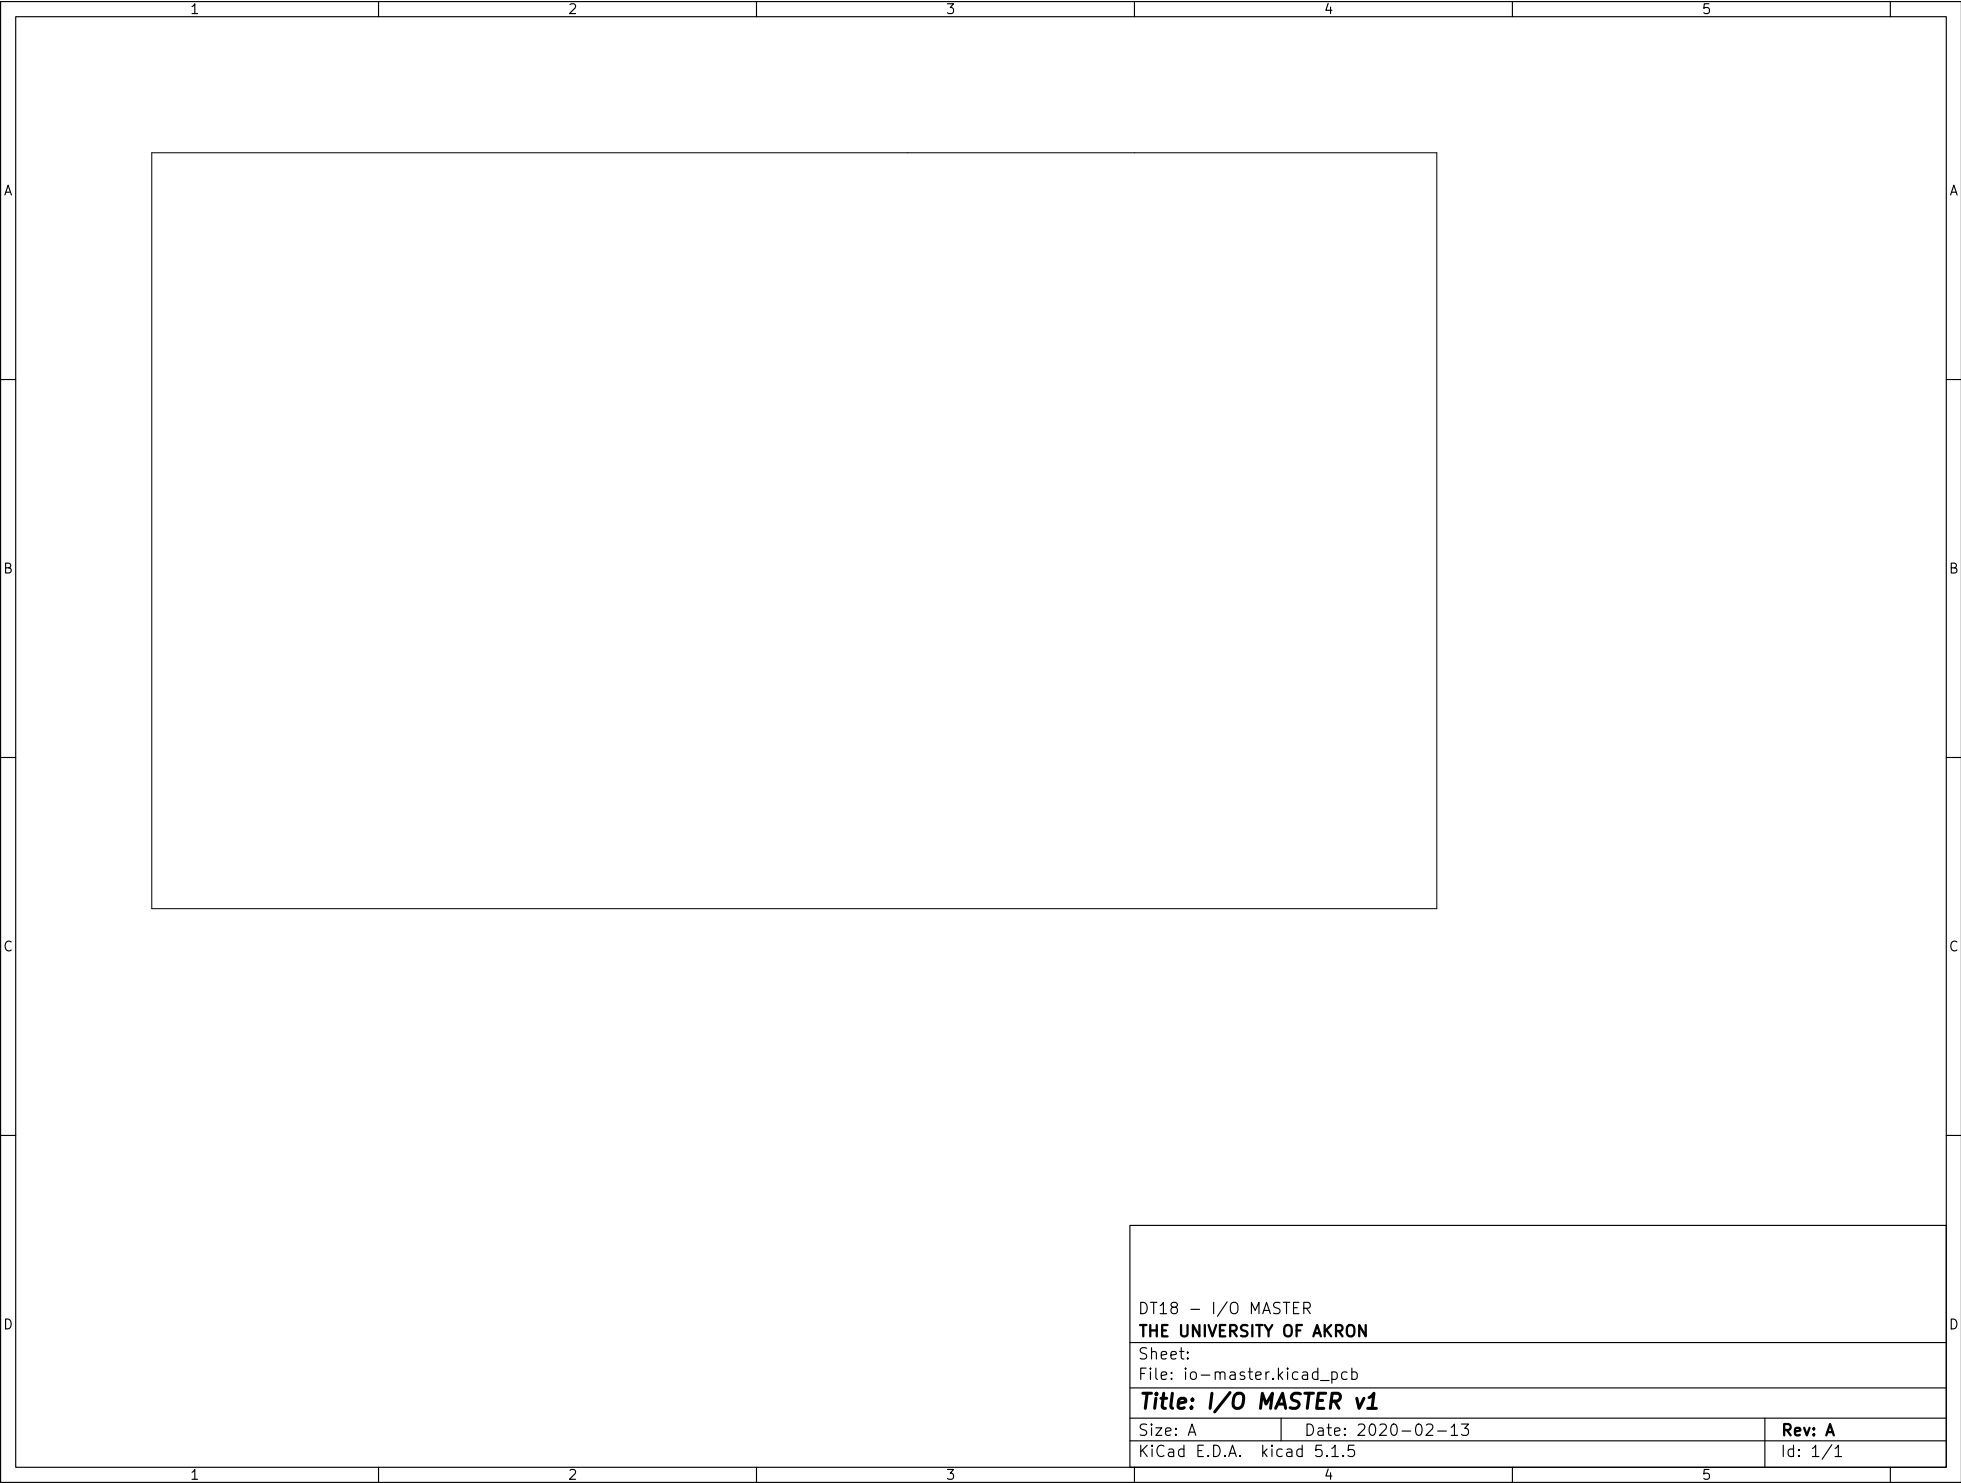 1 2 3 4 5
A A
B B
C C
D D
DT18 - I/O MASTER
THE UNIVERSITY OF AKRON
Sheet:
File: io-master.kicad_pcb
Title: I/O MASTER v1
Size: A Date: 2020-02-13 Rev: A
KiCad E.D.A. kicad 5.1.5 Id: 1/1
1 2 3 4 5